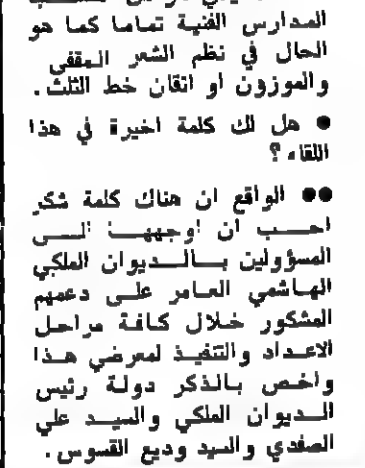 المدارس الفنية تماما كما هو
الحال في نظم الشعر المقفى
والموزون او اتقان خط الثلث.
● هل لك كلمة اخيرة في هذا
اللقاء؟
●● الواقع ان هناك كلمة شكر
احب ان اوجهها الى
المسؤولين بالديوان الملكي
الهاشمي العامر على دعمهم
المشكور خلال كافة مراحل
الاعداد والتنفيذ لمعرضي هذا
واخص بالذكر دولة رئيس
الديوان الملكي والسيد علي
الصفدي والسيد وديع القسوس.